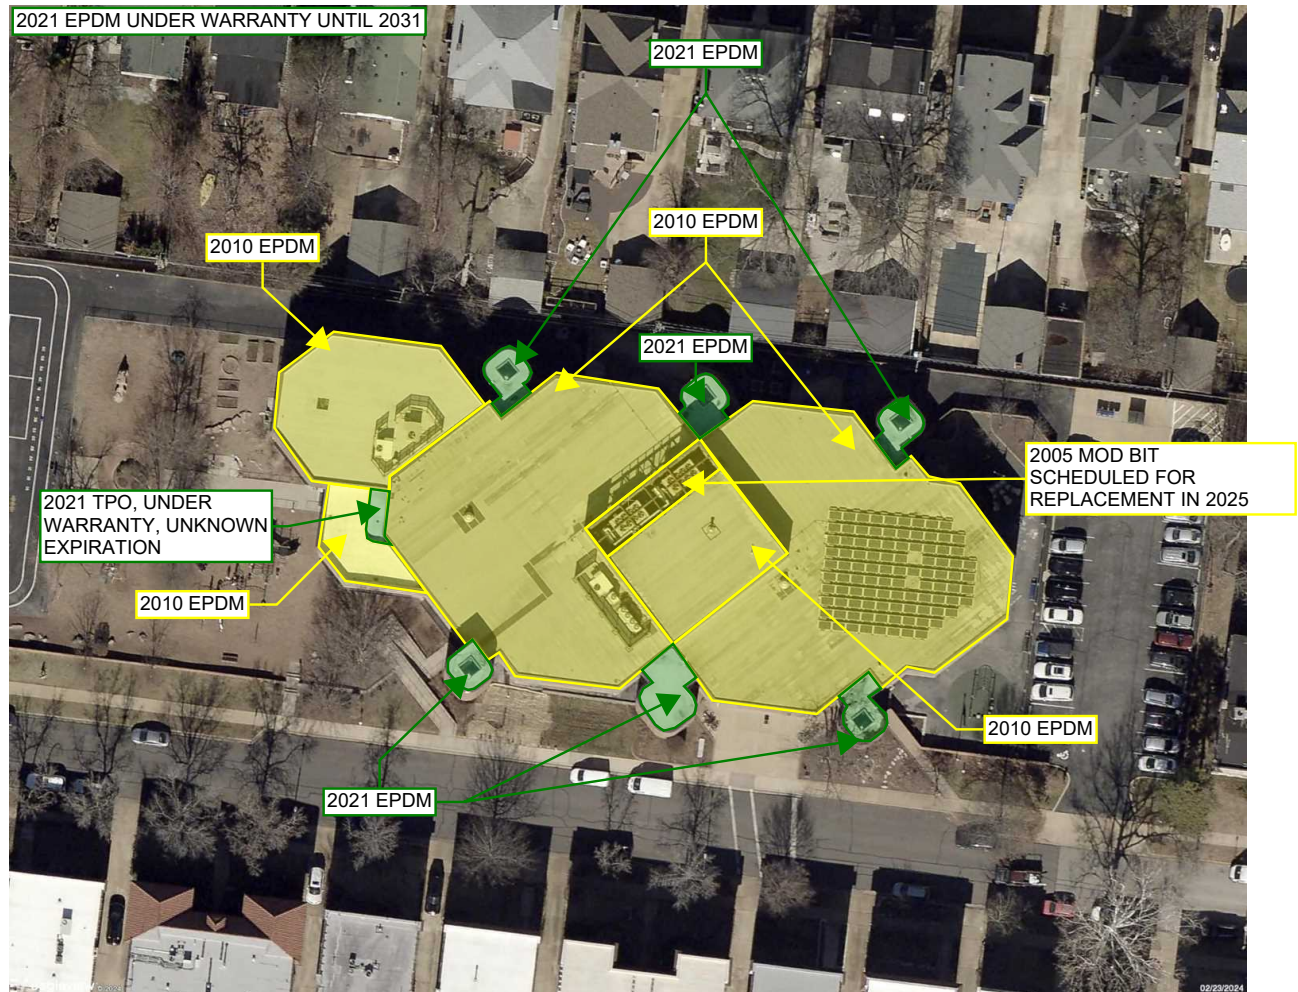 2021 EPDM UNDER WARRANTY UNTIL 2031
2021 EPDM
2010 EPDM
2010 EPDM
2021 EPDM
2005 MOD BIT
SCHEDULED FOR
REPLACEMENT IN 2025
2021 TPO, UNDER
WARRANTY, UNKNOWN
EXPIRATION
2010 EPDM
2010 EPDM
2021 EPDM
02/23/2024